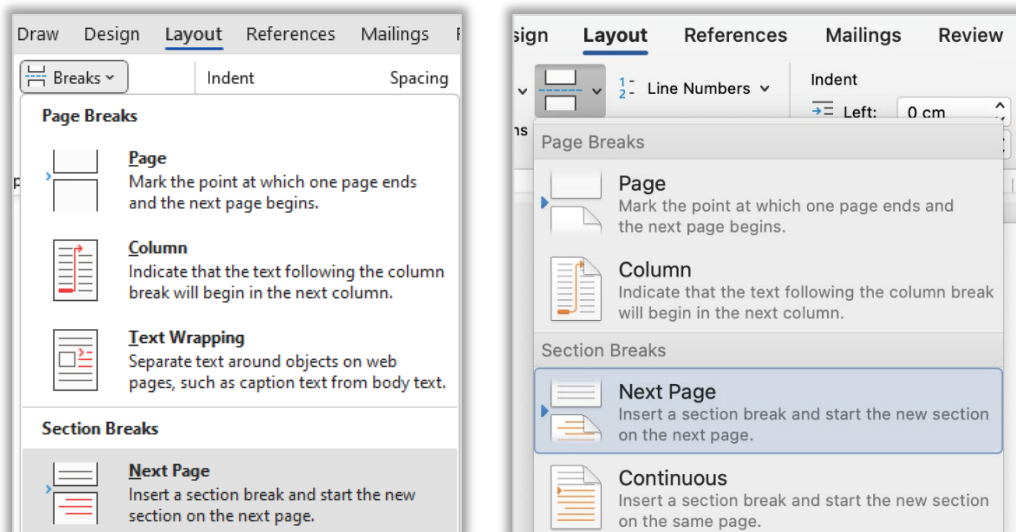 Draw Design Layout References Mailings
Breaks
Indent Spacing
Page Breaks
Page
Mark the point at which one page ends
and the next page begins.
Column
Indicate that the text following the column
break will begin in the next column.
Text Wrapping
Separate text around objects on web
pages, such as caption text from body text.
Section Breaks
Next Page
Insert a section break and start the new
section on the next page.
sign Layout References Mailings Review
Line Numbers
Indent
Left: 0 cm
ns
Page Breaks
Page
Mark the point at which one page ends and
the next page begins.
Column
Indicate that the text following the column break
will begin in the next column.
Section Breaks
Next Page
Insert a section break and start the new section
on the next page.
Continuous
Insert a section break and start the new section
on the same page.